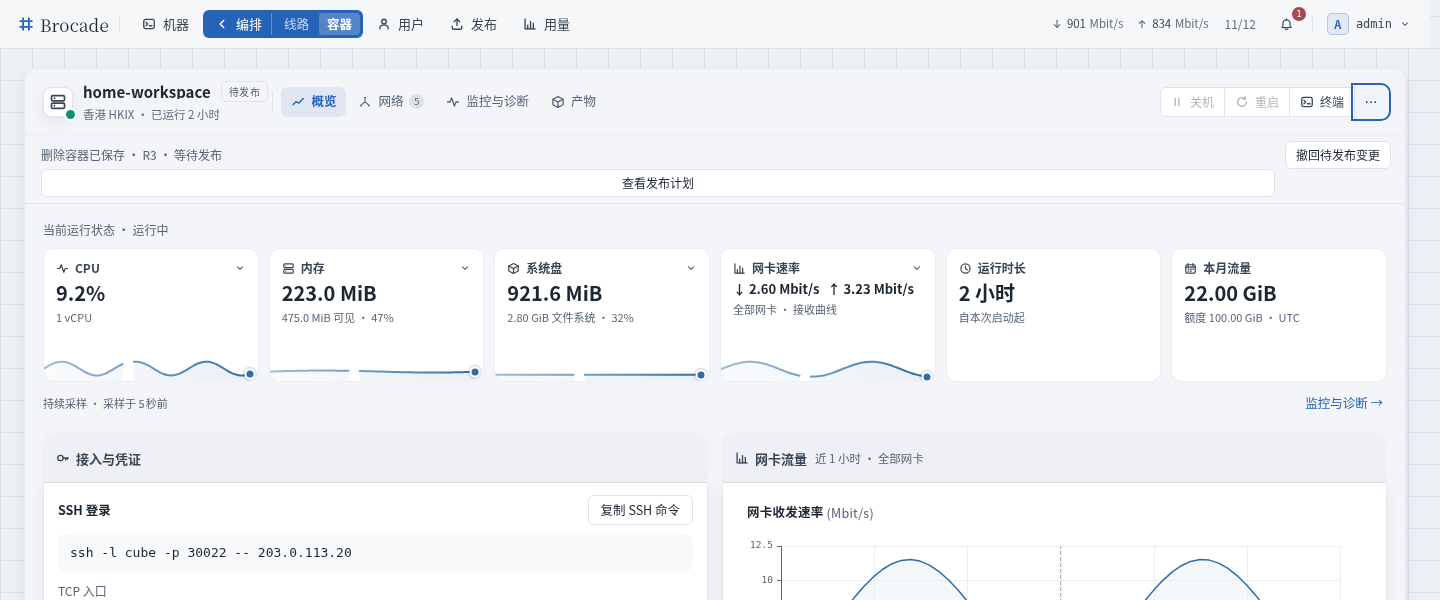 Brocade
机器
编排
线路
容器
用户
发布
用量
↓ 901 Mbit/s
↑ 834 Mbit/s
11/12
1
A
admin
home-workspace
待发布
香港 HKIX • 已运行 2 小时
概览
网络 5
监控与诊断
产物
关机
重启
终端
···
删除容器已保存 • R3 • 等待发布
撤回待发布变更
查看发布计划
当前运行状态 • 运行中
CPU
9.2%
1 vCPU
内存
223.0 MiB
475.0 MiB 可见 • 47%
系统盘
921.6 MiB
2.80 GiB 文件系统 • 32%
网卡速率
↓ 2.60 Mbit/s ↑ 3.23 Mbit/s
全部网卡 • 接收曲线
运行时长
2 小时
自本次启动起
本月流量
22.00 GiB
额度 100.00 GiB • UTC
持续采样 • 采样于 5 秒前
监控与诊断 →
接入与凭证
SSH 登录
复制 SSH 命令
ssh -l cube -p 30022 -- 203.0.113.20
TCP 入口
网卡流量 近 1 小时 • 全部网卡
网卡收发速率 (Mbit/s)
12.5
10